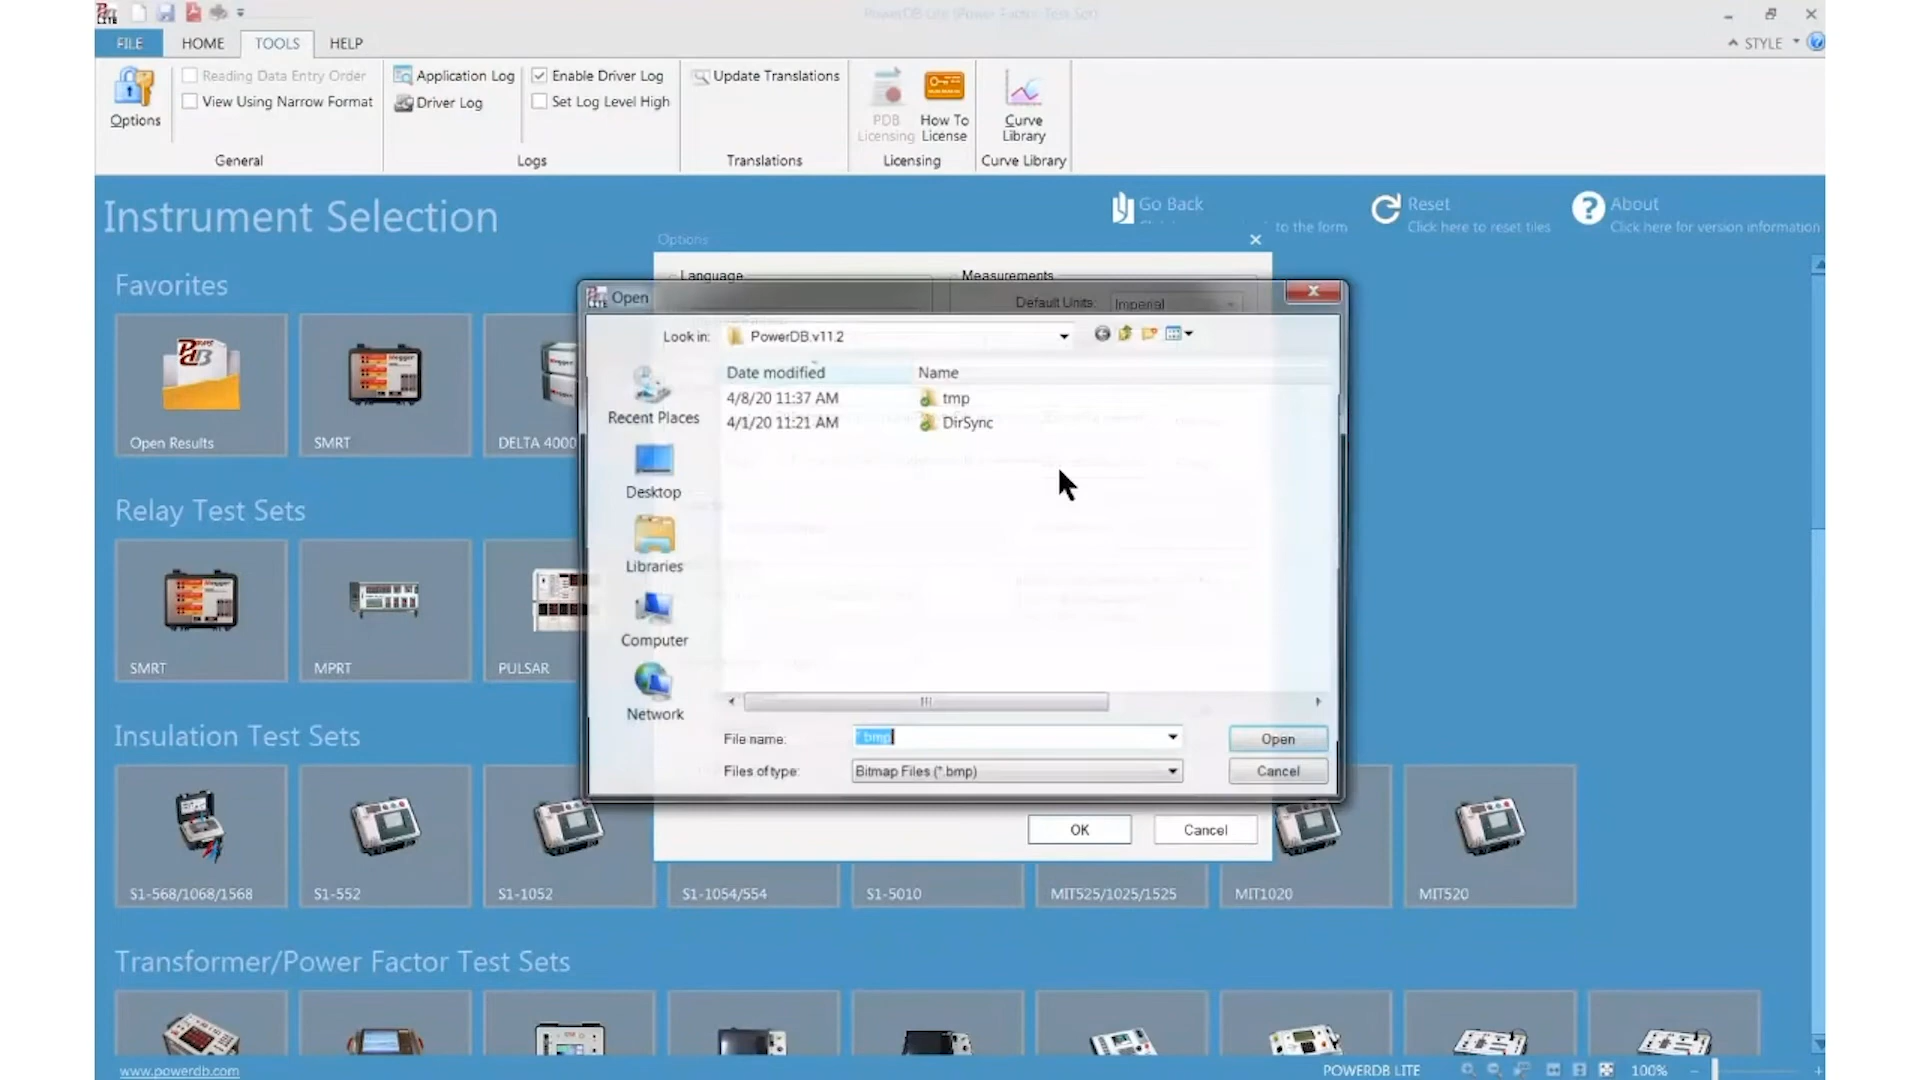 PowerDB Lite (Power Factor Test Set)
FILE HOME TOOLS HELP
STYLE
Options
Reading Data Entry Order
View Using Narrow Format
General
Application Log
Driver Log
Enable Driver Log
Set Log Level High
Logs
Update Translations
Translations
PDB Licensing
How To License
Licensing
Curve Library
Curve Library
Instrument Selection
Go Back
to the form
Reset
Click here to reset tiles
About
Click here for version information
Options
Language
Measurements
Default Units: Imperial
Favorites
Open Results
SMRT
DELTA 4000
Relay Test Sets
SMRT
MPRT
PULSAR
Open
Look in: PowerDB.v11.2
Date modified Name
4/8/20 11:37 AM tmp
4/1/20 11:21 AM DirSync
Recent Places
Desktop
Libraries
Computer
Network
File name: *.bmp
Open
Files of type: Bitmap Files (*.bmp)
Cancel
OK
Cancel
Insulation Test Sets
S1-568/1068/1568
S1-552
S1-1052
S1-1054/554
S1-5010
MIT525/1025/1525
MIT1020
MIT520
Transformer/Power Factor Test Sets
www.powerdb.com
POWERDB LITE
100%